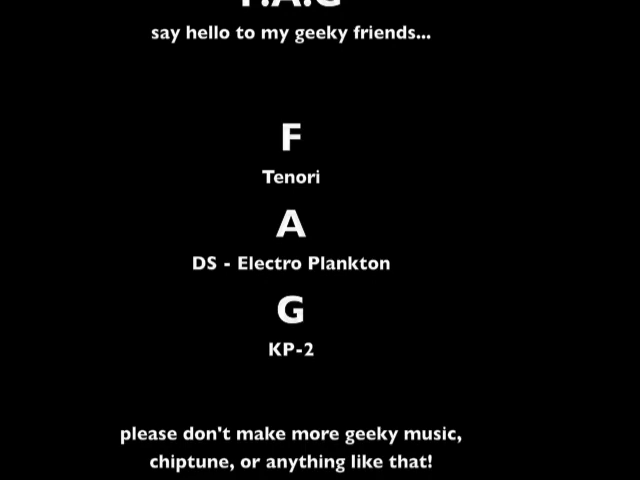 F.A.G
say hello to my geeky friends...
F
Tenori
A
DS - Electro Plankton
G
KP-2
please don't make more geeky music,
chiptune, or anything like that!